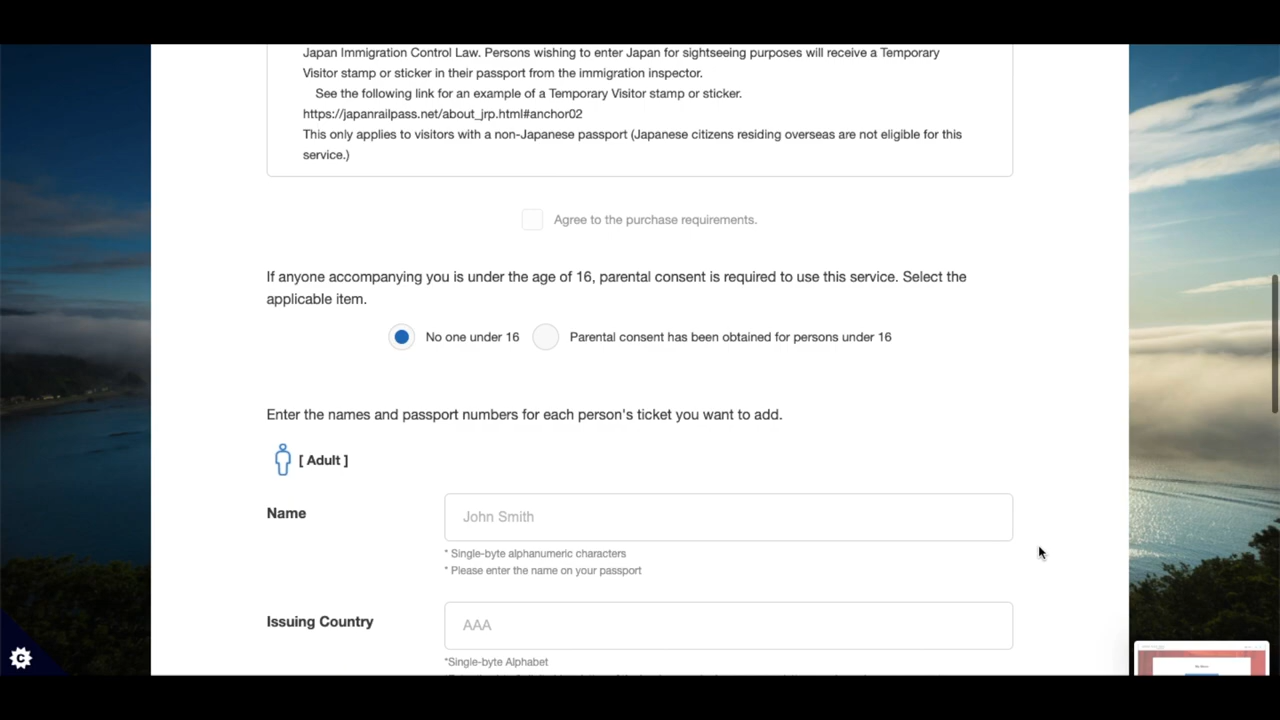 Japan Immigration Control Law. Persons wishing to enter Japan for sightseeing purposes will receive a Temporary
Visitor stamp or sticker in their passport from the immigration inspector.
See the following link for an example of a Temporary Visitor stamp or sticker.
https://japanrailpass.net/about_jrp.html#anchor02
This only applies to visitors with a non-Japanese passport (Japanese citizens residing overseas are not eligible for this
service.)
Agree to the purchase requirements.
If anyone accompanying you is under the age of 16, parental consent is required to use this service. Select the
applicable item.
No one under 16 Parental consent has been obtained for persons under 16
Enter the names and passport numbers for each person's ticket you want to add.
[ Adult ]
Name John Smith
* Single-byte alphanumeric characters
* Please enter the name on your passport
Issuing Country AAA
*Single-byte Alphabet